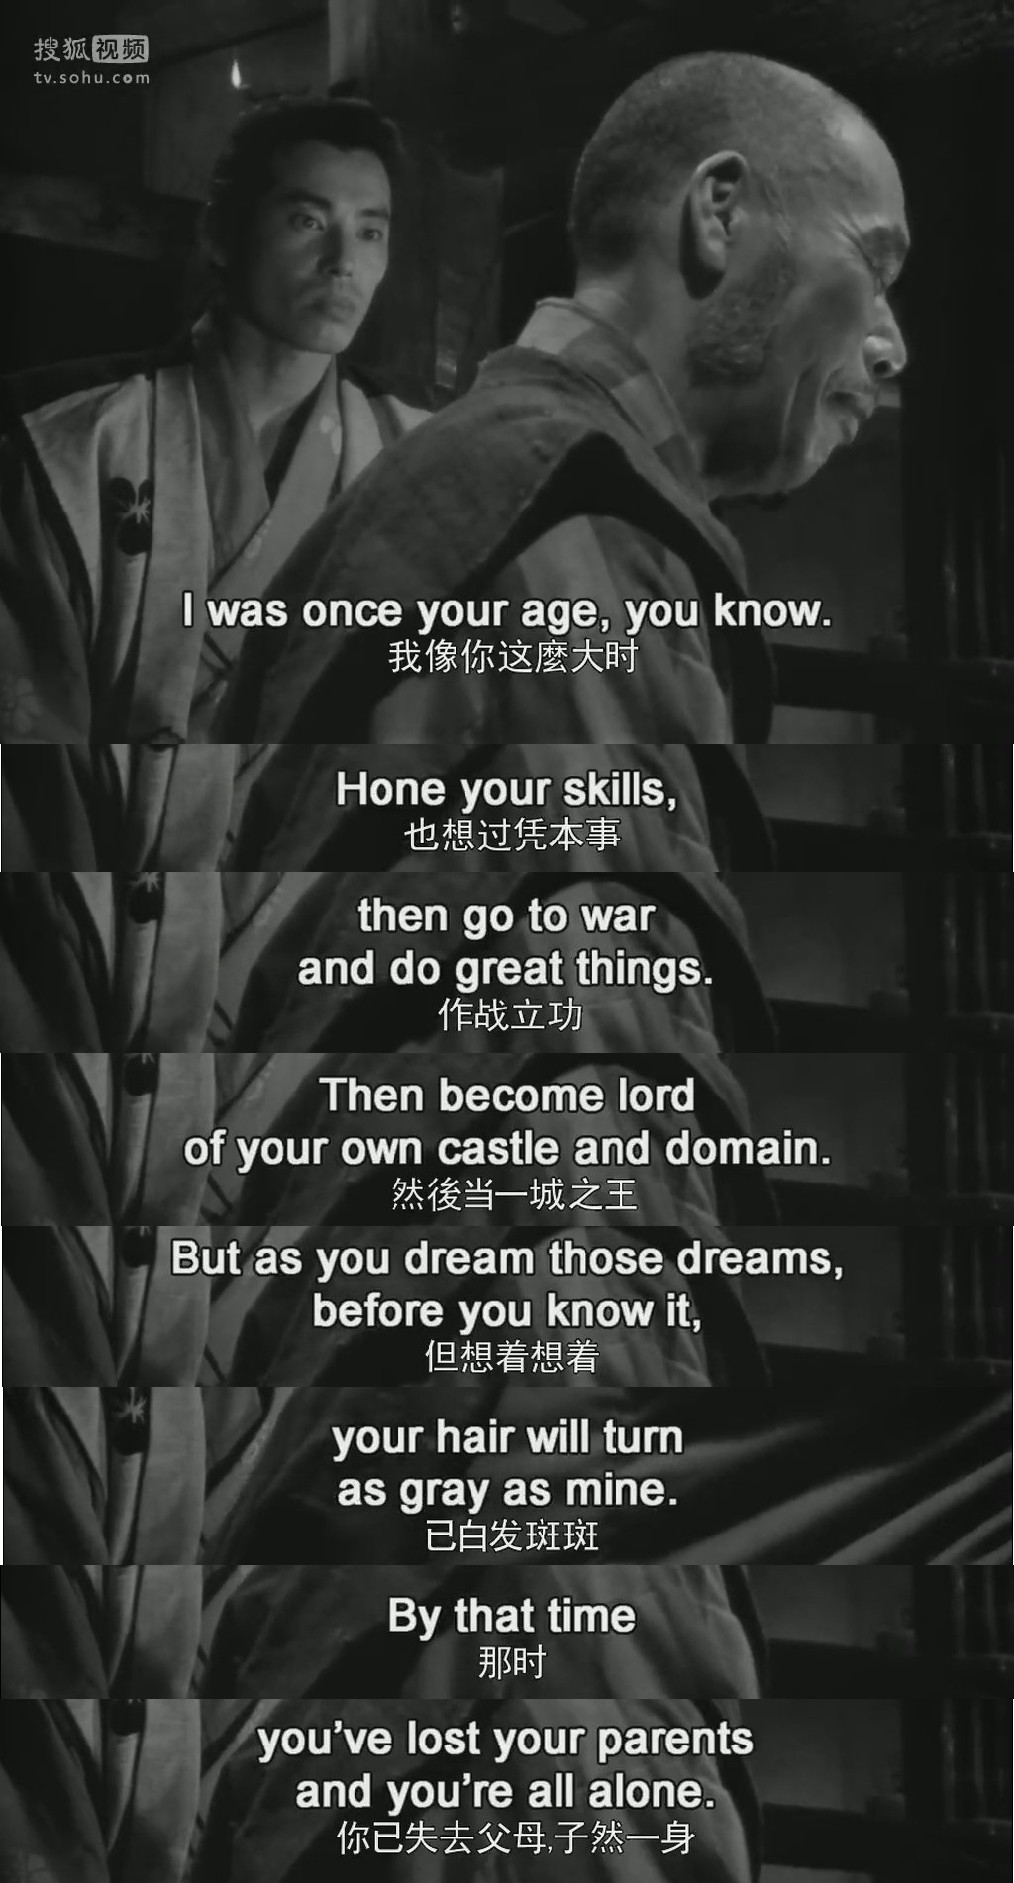 搜狐视频
tv.sohu.com
I was once your age, you know.
我像你这麼大时
Hone your skills,
也想过凭本事
then go to war
and do great things.
作战立功
Then become lord
of your own castle and domain.
然後当一城之王
But as you dream those dreams,
before you know it,
但想着想着
your hair will turn
as gray as mine.
已白发斑斑
By that time
那时
you've lost your parents
and you're all alone.
你已失去父母,孑然一身